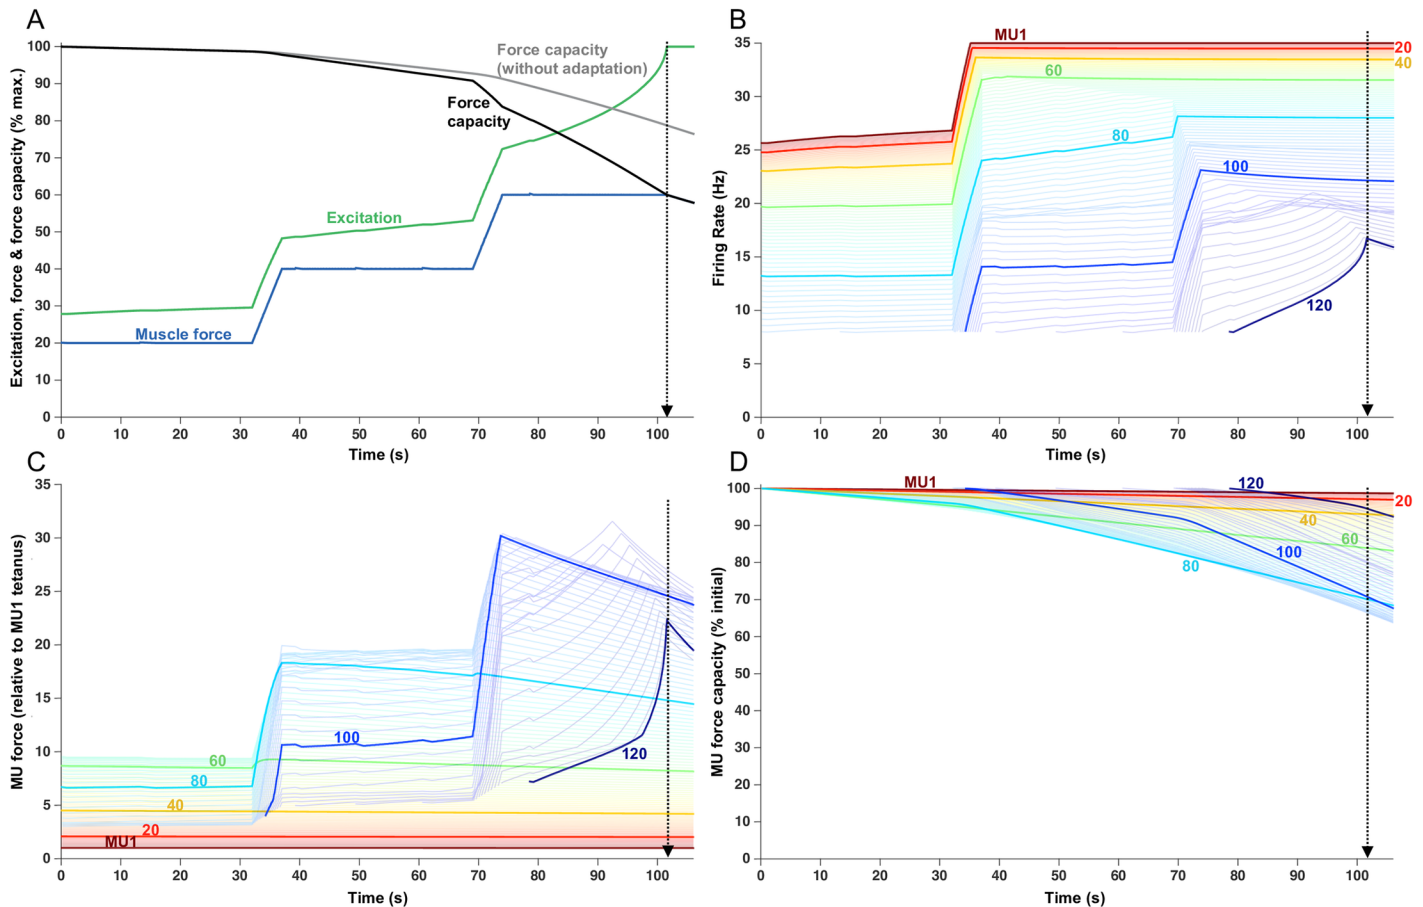 A
Excitation, force & force capacity (% max.)
100
90
80
70
60
50
40
30
20
10
0
Force capacity
(without adaptation)
Force
capacity
Excitation
Muscle force
0 10 20 30 40 50 60 70 80 90 100
Time (s)
B
Firing Rate (Hz)
35
30
25
20
15
10
5
0
MU1
20
40
60
80
100
120
0 10 20 30 40 50 60 70 80 90 100
Time (s)
C
MU force (relative to MU1 tetanus)
35
30
25
20
15
10
5
0
60
80
40
20
MU1
100
120
0 10 20 30 40 50 60 70 80 90 100
Time (s)
D
MU force capacity (% initial)
100
90
80
70
60
50
40
30
20
10
0
MU1
120
20
40
60
100
80
0 10 20 30 40 50 60 70 80 90 100
Time (s)